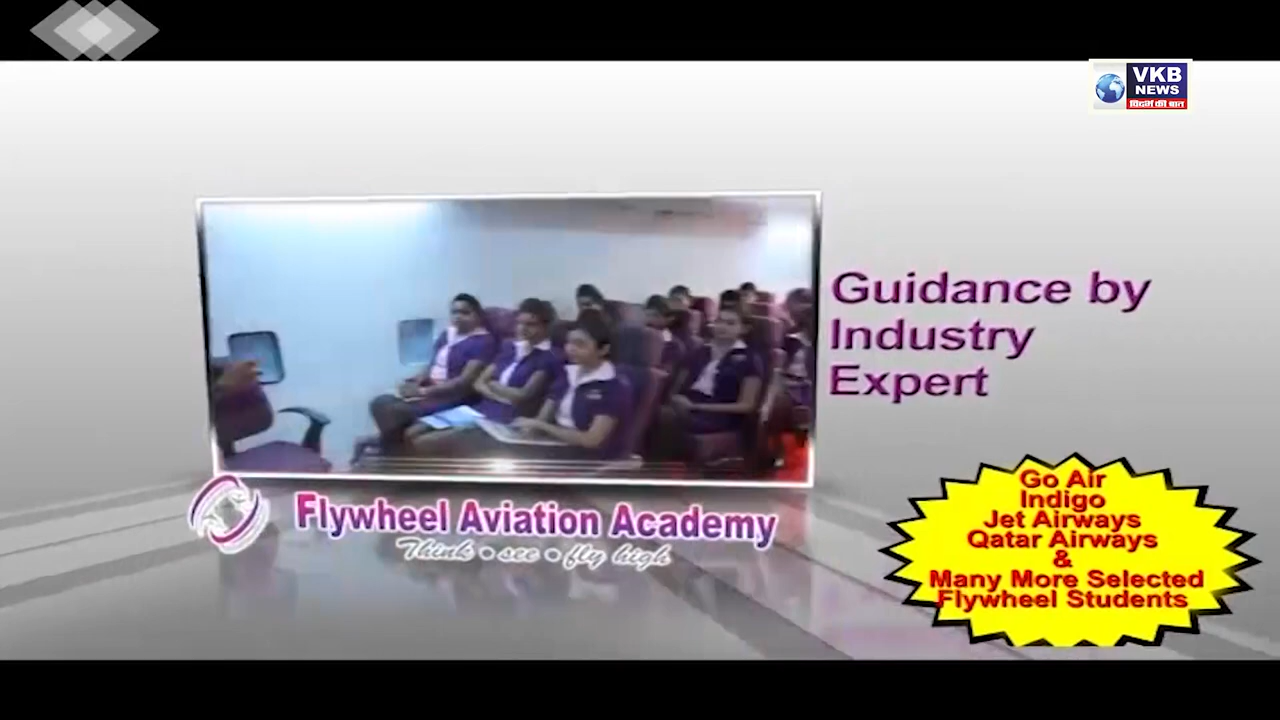 VKB
NEWS
विदर्भ की बात
Guidance by
Industry
Expert
Flywheel Aviation Academy
Think • see • fly high
Go Air
Indigo
Jet Airways
Qatar Airways
&
Many More Selected
Flywheel Students